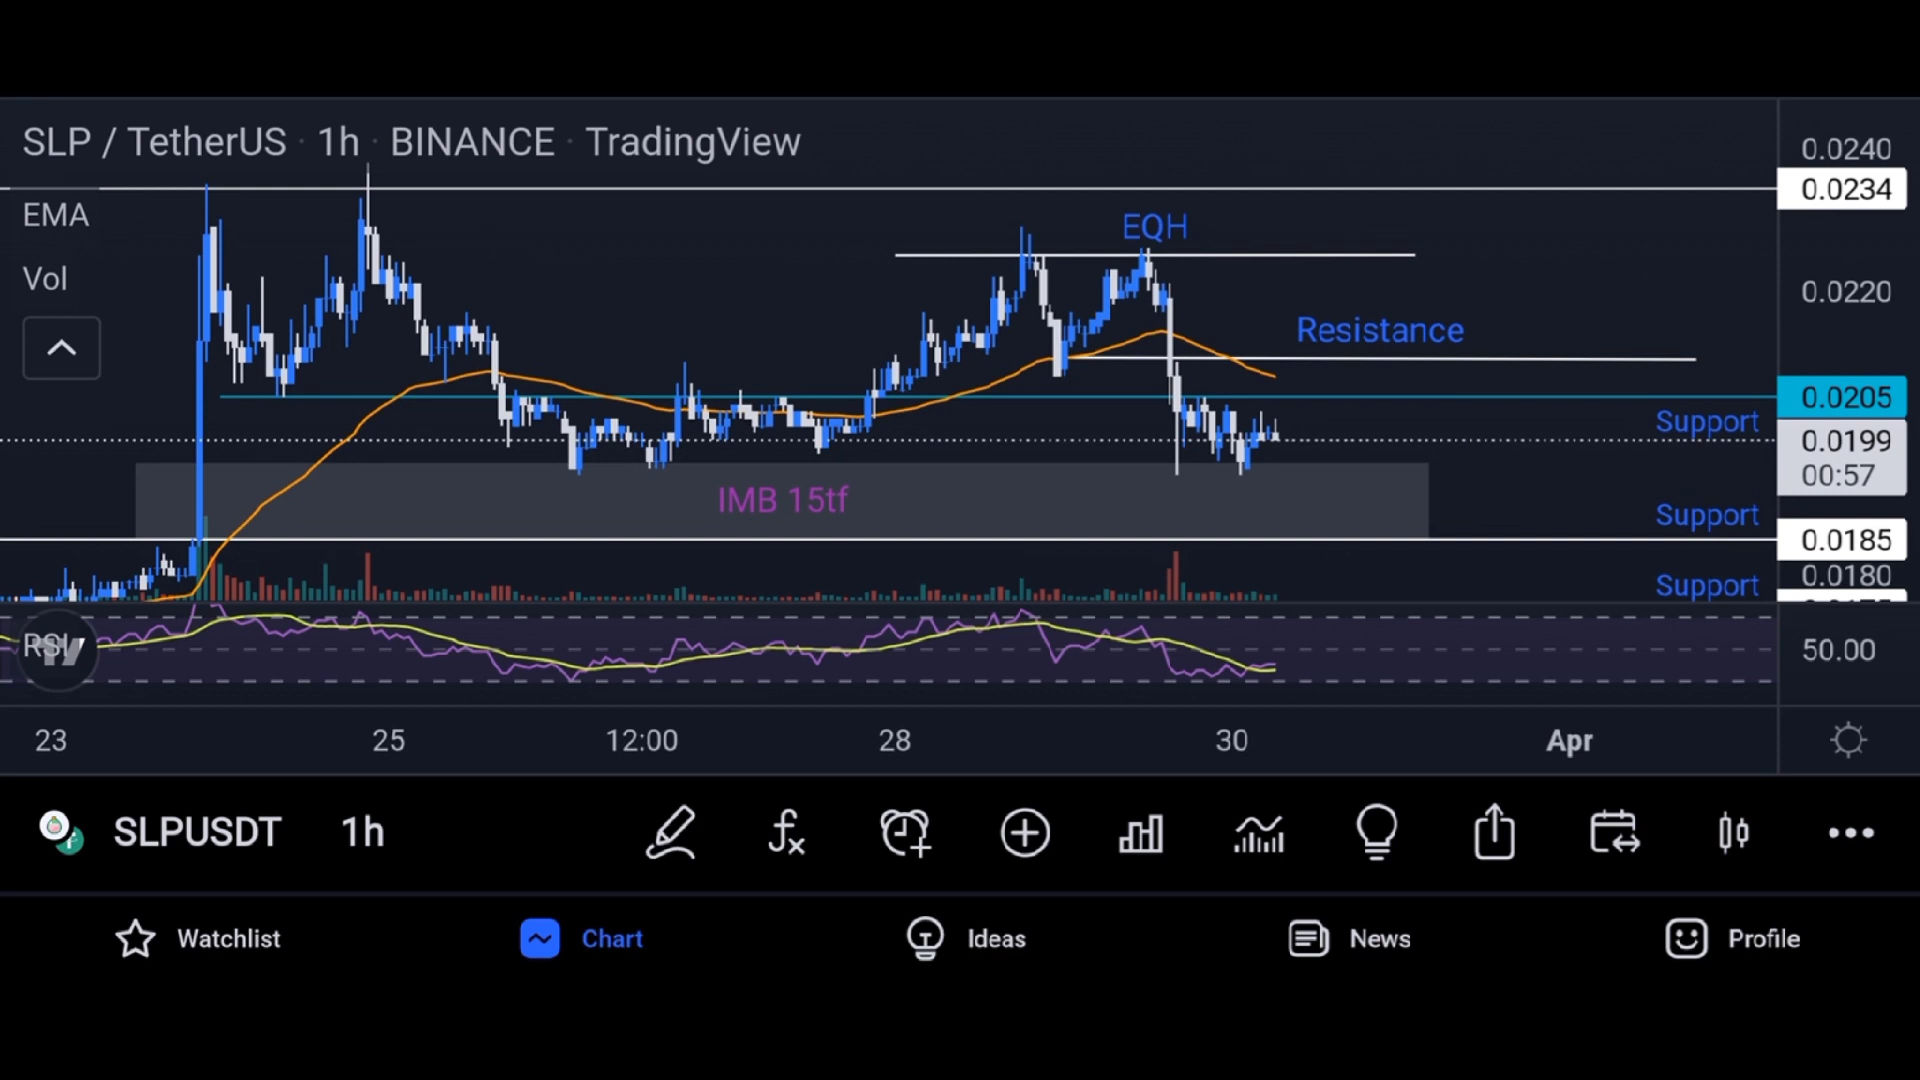 SLP / TetherUS · 1h · BINANCE · TradingView
0.0240
0.0234
EMA
EQH
Vol
0.0220
Resistance
0.0205
Support
0.0199
00:57
IMB 15tf
Support
0.0185
0.0180
Support
RSI
50.00
23 25 12:00 28 30 Apr
SLPUSDT 1h
Watchlist Chart Ideas News Profile